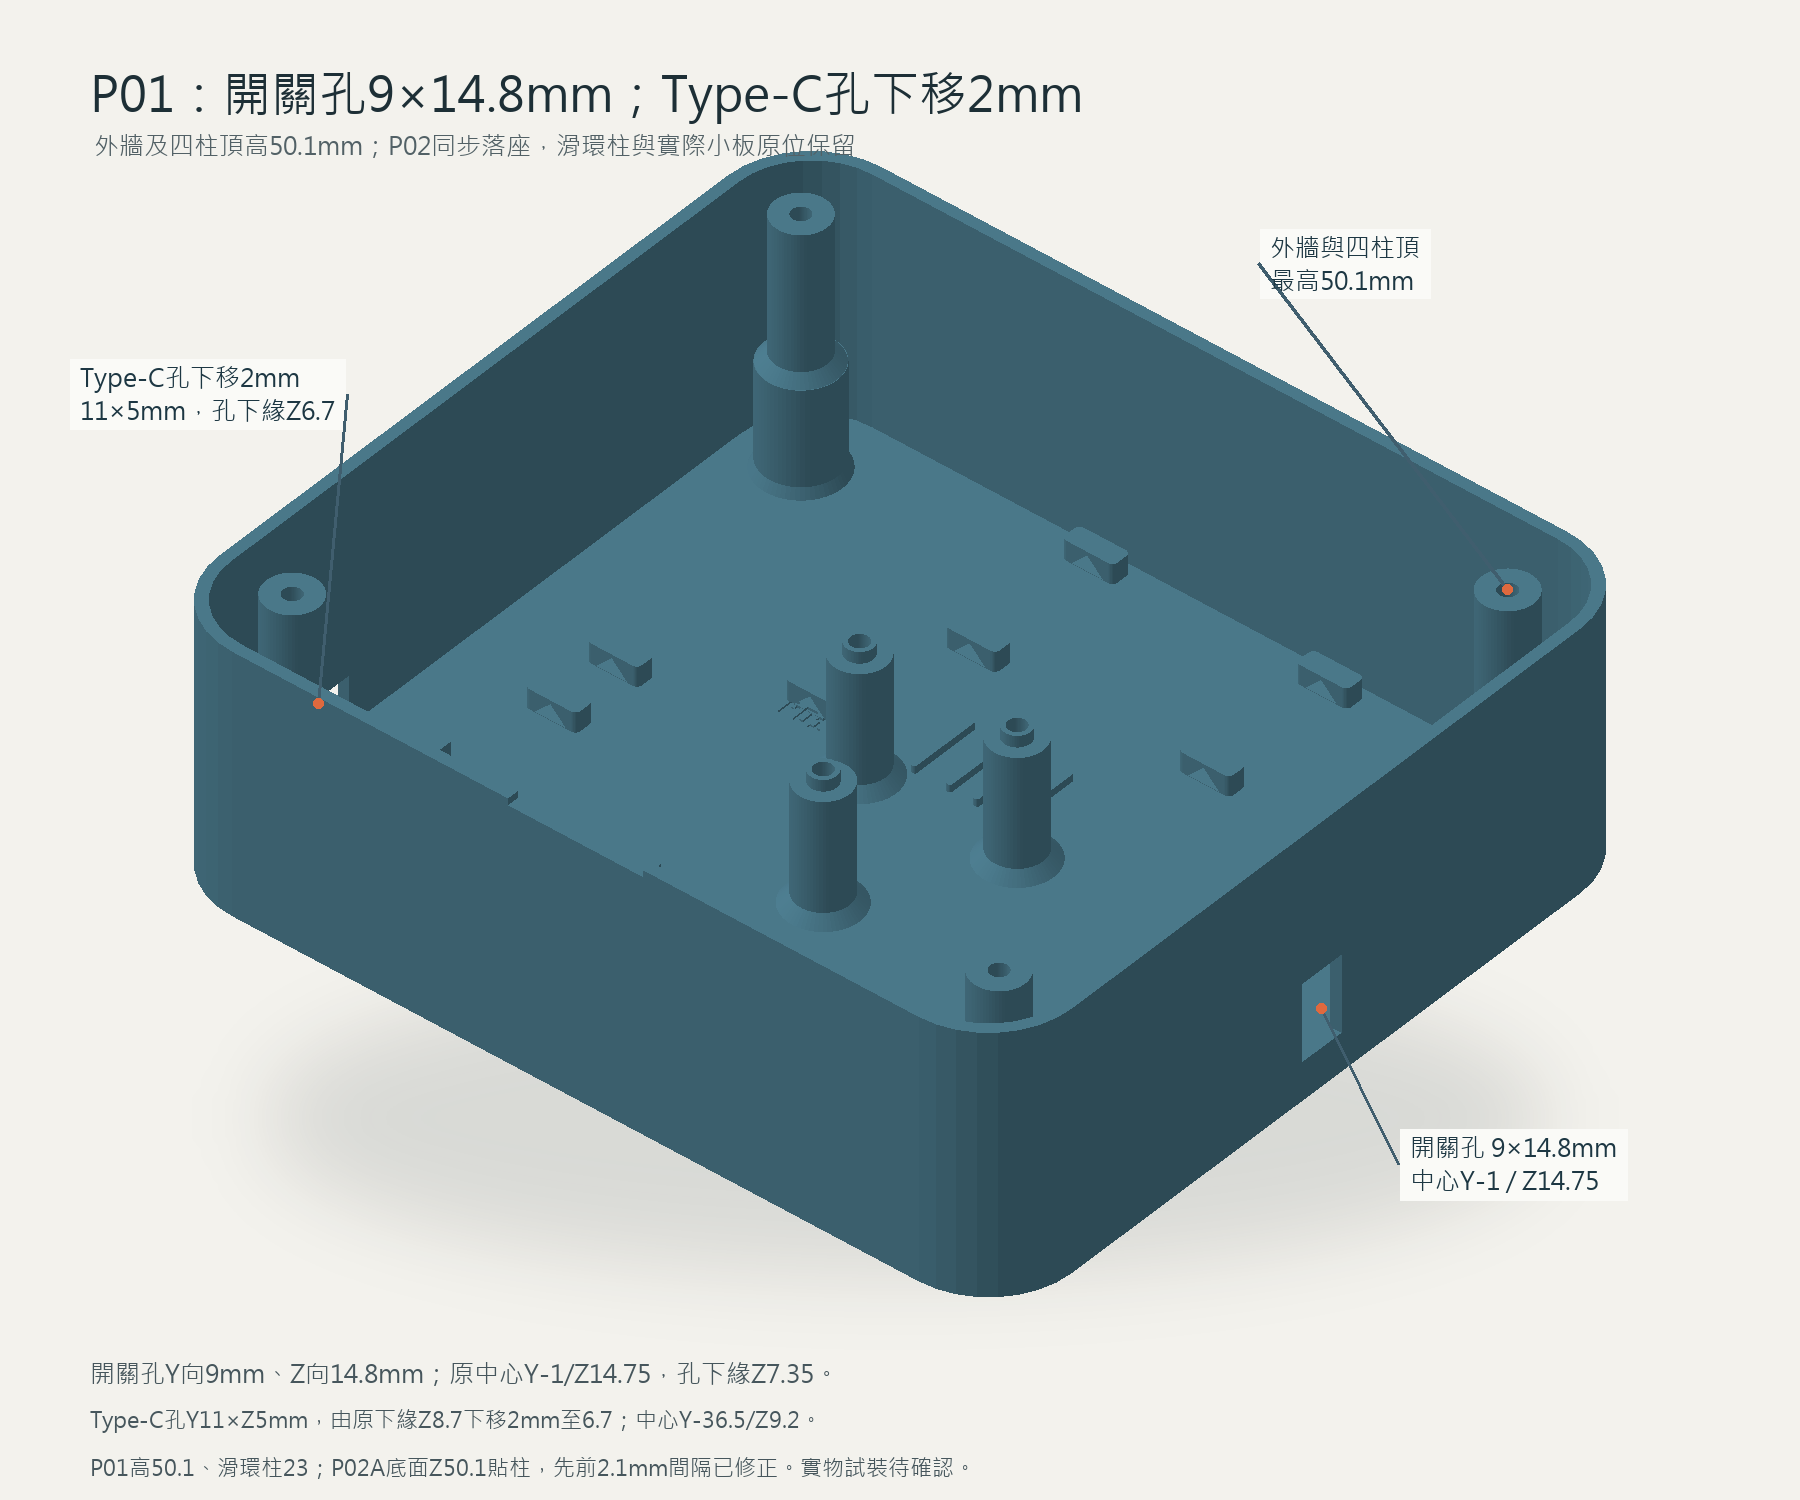 P01：開關孔9×14.8mm；Type-C孔下移2mm
外牆及四柱頂高50.1mm；P02同步落座，滑環柱與實際小板原位保留
外牆與四柱頂
最高50.1mm
Type-C孔下移2mm
11×5mm，孔下緣Z6.7
P01
開關孔 9×14.8mm
中心Y-1 / Z14.75
開關孔Y向9mm、Z向14.8mm；原中心Y-1/Z14.75，孔下緣Z7.35。
Type-C孔Y11×Z5mm，由原下緣Z8.7下移2mm至6.7；中心Y-36.5/Z9.2。
P01高50.1、滑環柱23；P02A底面Z50.1貼柱，先前2.1mm間隔已修正。實物試裝待確認。